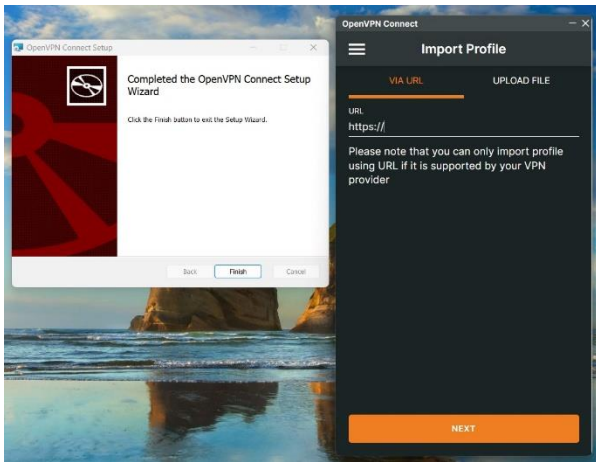 OpenVPN Connect Setup
Completed the OpenVPN Connect Setup
Wizard
Click the Finish button to exit the Setup Wizard.
Back
Finish
Cancel
OpenVPN Connect
Import Profile
VIA URL
UPLOAD FILE
URL
https://
Please note that you can only import profile
using URL if it is supported by your VPN
provider
NEXT